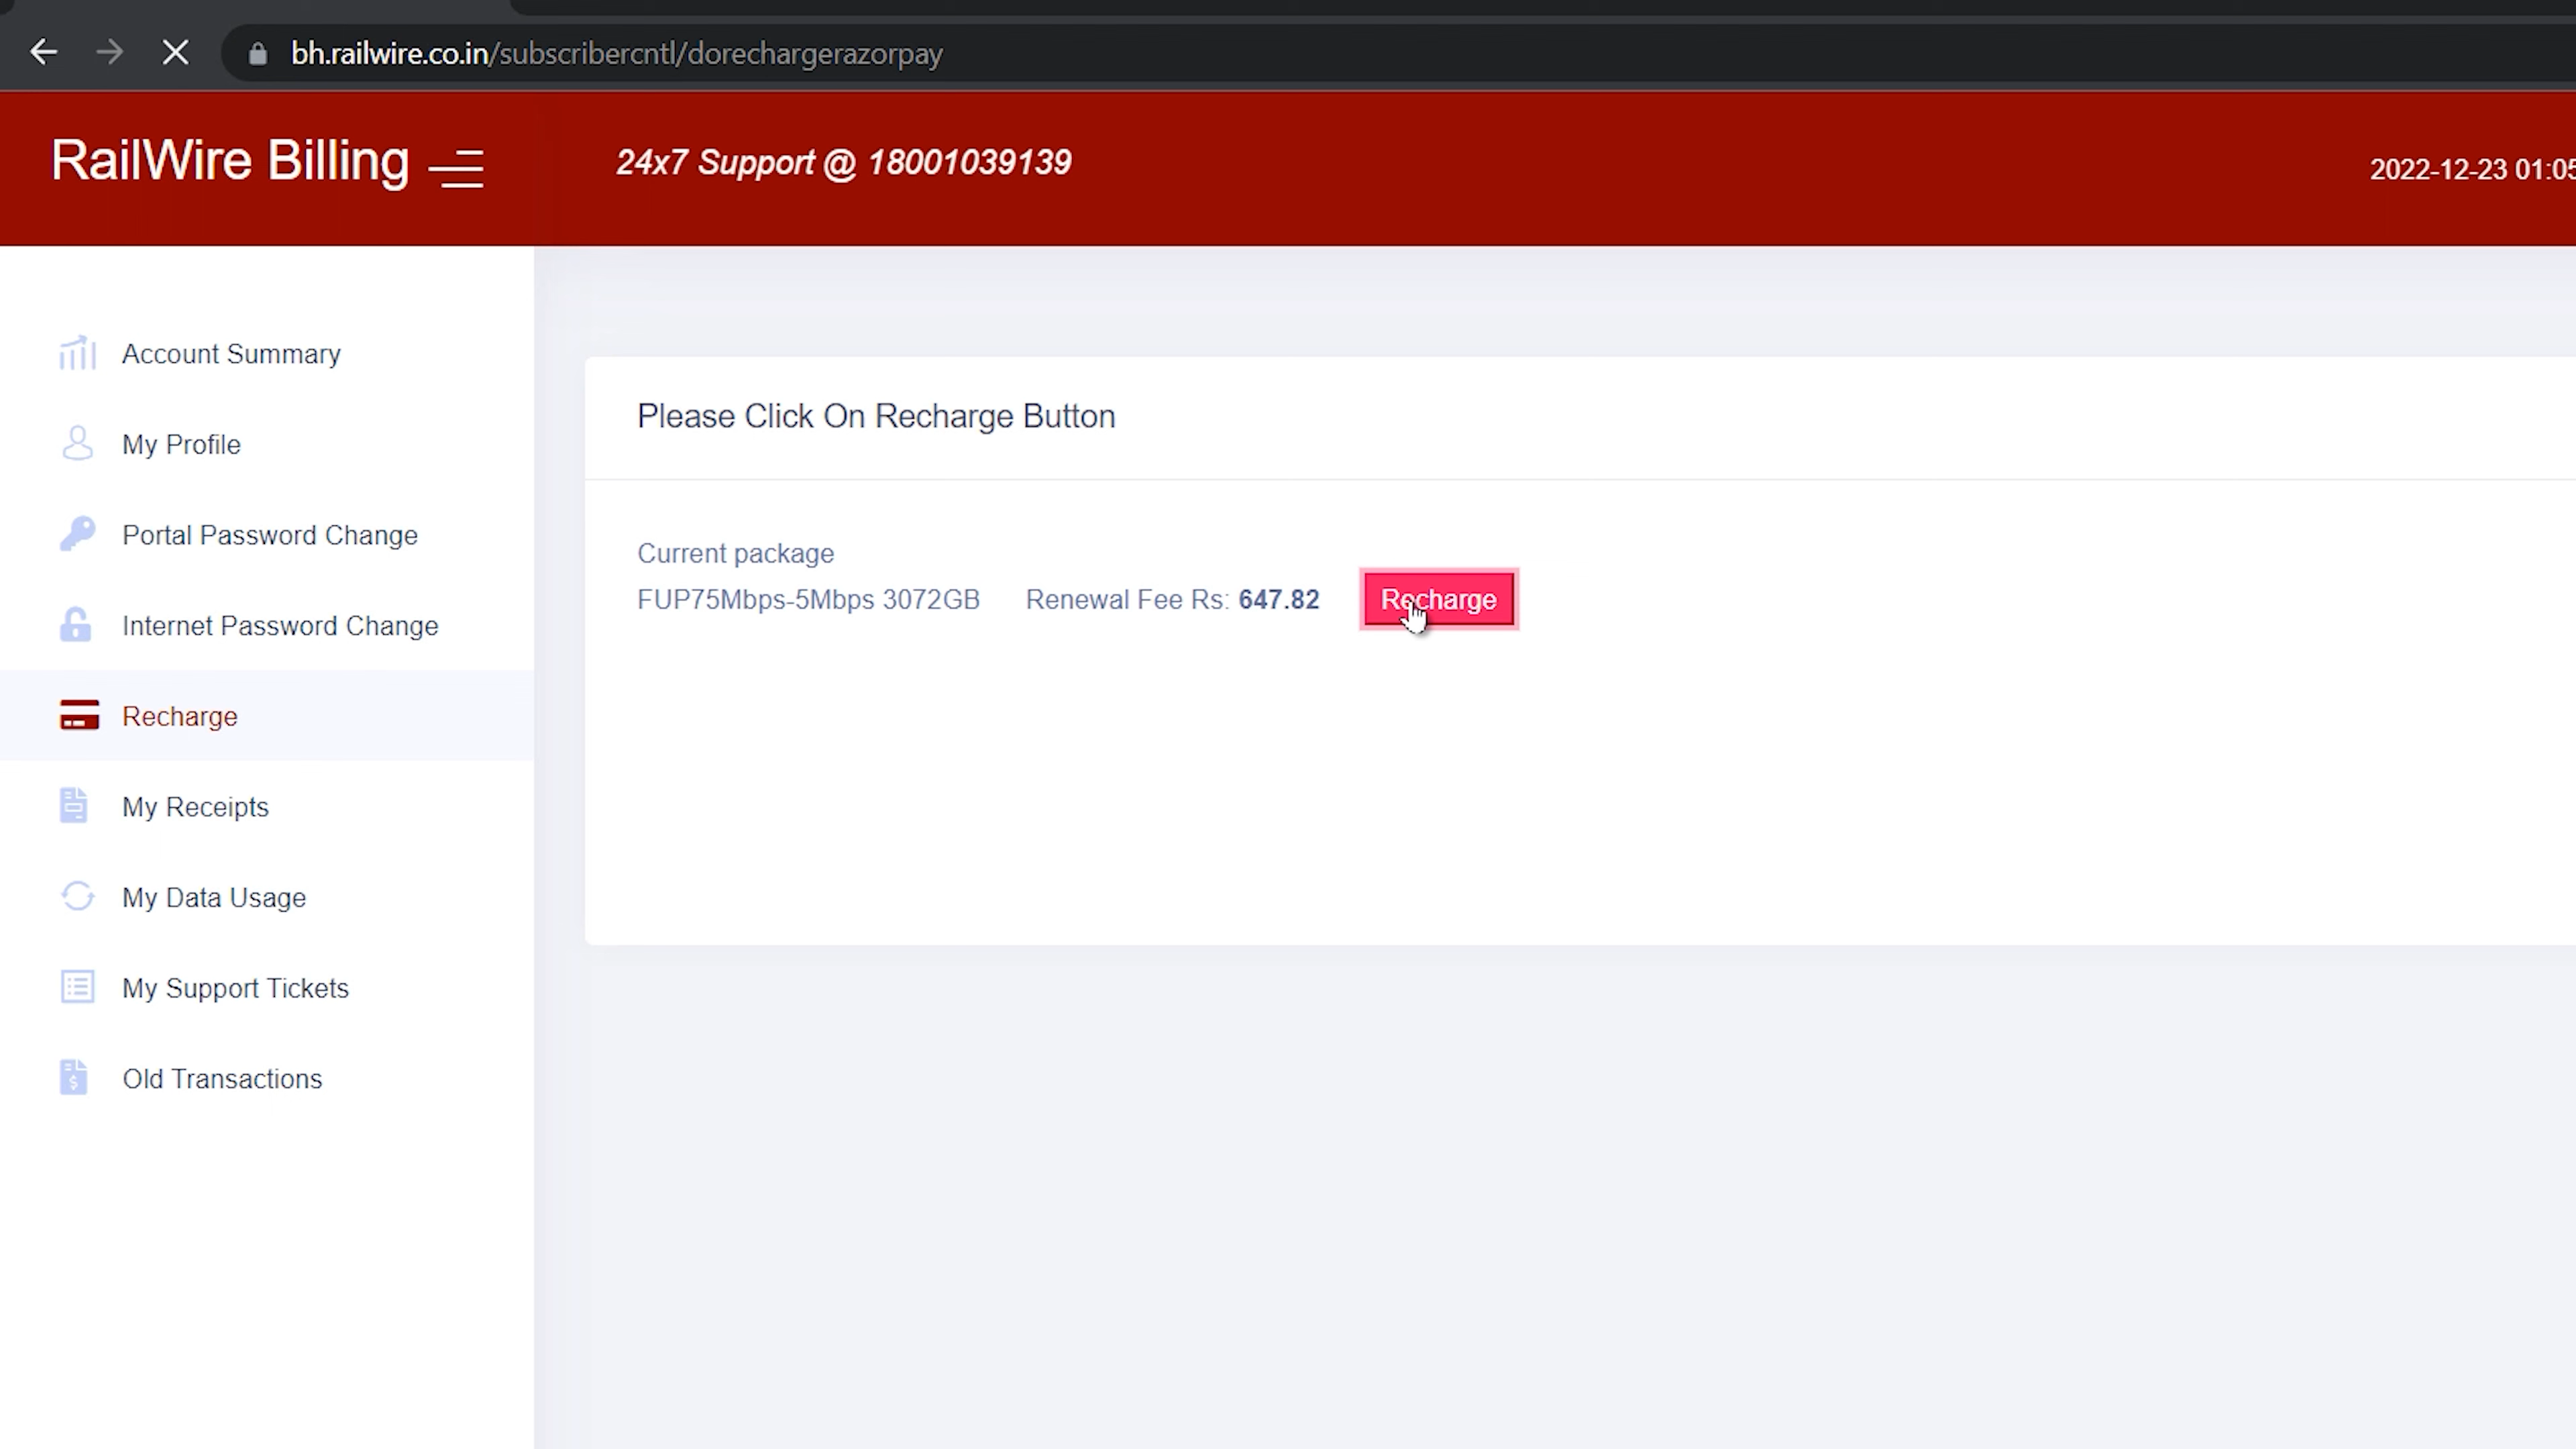 bh.railwire.co.in/subscribercntl/dorechargerazorpay
RailWire Billing
24x7 Support @ 18001039139
2022-12-23 01:05
Account Summary
My Profile
Portal Password Change
Internet Password Change
Recharge
My Receipts
My Data Usage
My Support Tickets
Old Transactions
Please Click On Recharge Button
Current package
FUP75Mbps-5Mbps 3072GB Renewal Fee Rs: 647.82 Recharge